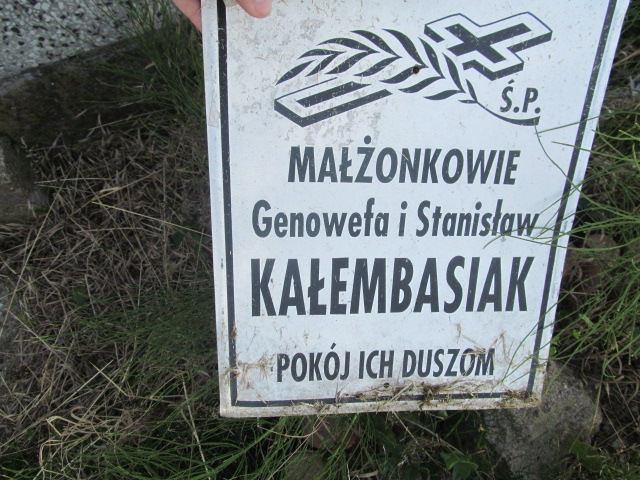 Ś.P.
MAŁŻONKOWIE
Genowefa i Stanisław
KAŁEMBASIAK
POKÓJ ICH DUSZOM